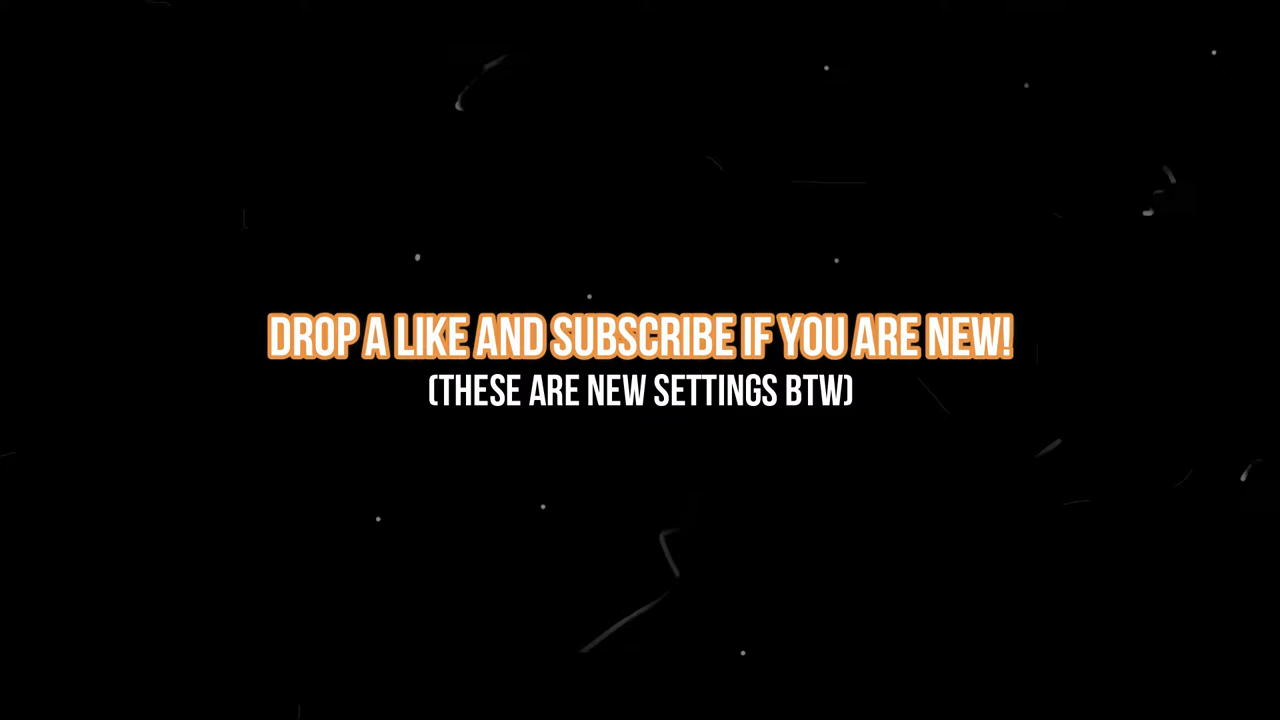 DROP A LIKE AND SUBSCRIBE IF YOU ARE NEW!
(THESE ARE NEW SETTINGS BTW)